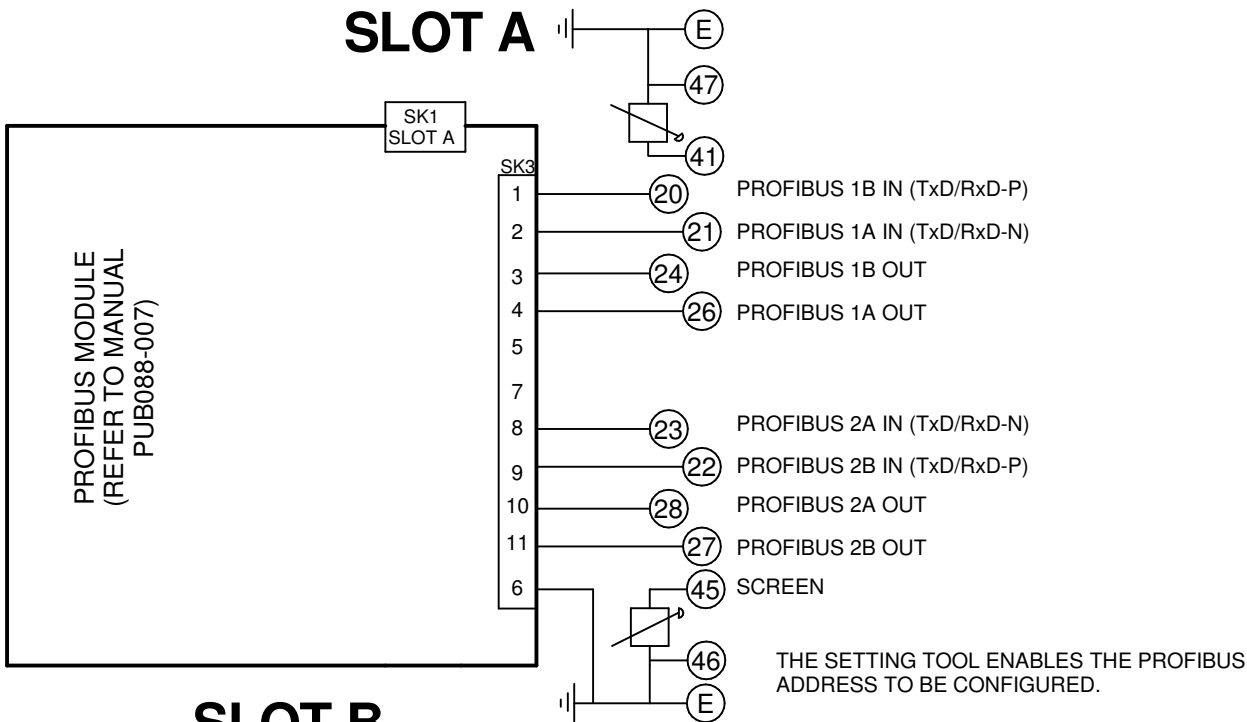 SLOT A
E
47
41
SK1
SLOT A
SK3
1
20
PROFIBUS 1B IN (TxD/RxD-P)
2
21
PROFIBUS 1A IN (TxD/RxD-N)
3
24
PROFIBUS 1B OUT
4
26
PROFIBUS 1A OUT
5
7
8
23
PROFIBUS 2A IN (TxD/RxD-N)
9
22
PROFIBUS 2B IN (TxD/RxD-P)
10
28
PROFIBUS 2A OUT
11
27
PROFIBUS 2B OUT
6
45
SCREEN
46
E
PROFIBUS MODULE
(REFER TO MANUAL
PUB088-007)
THE SETTING TOOL ENABLES THE PROFIBUS
ADDRESS TO BE CONFIGURED.
SLOT B